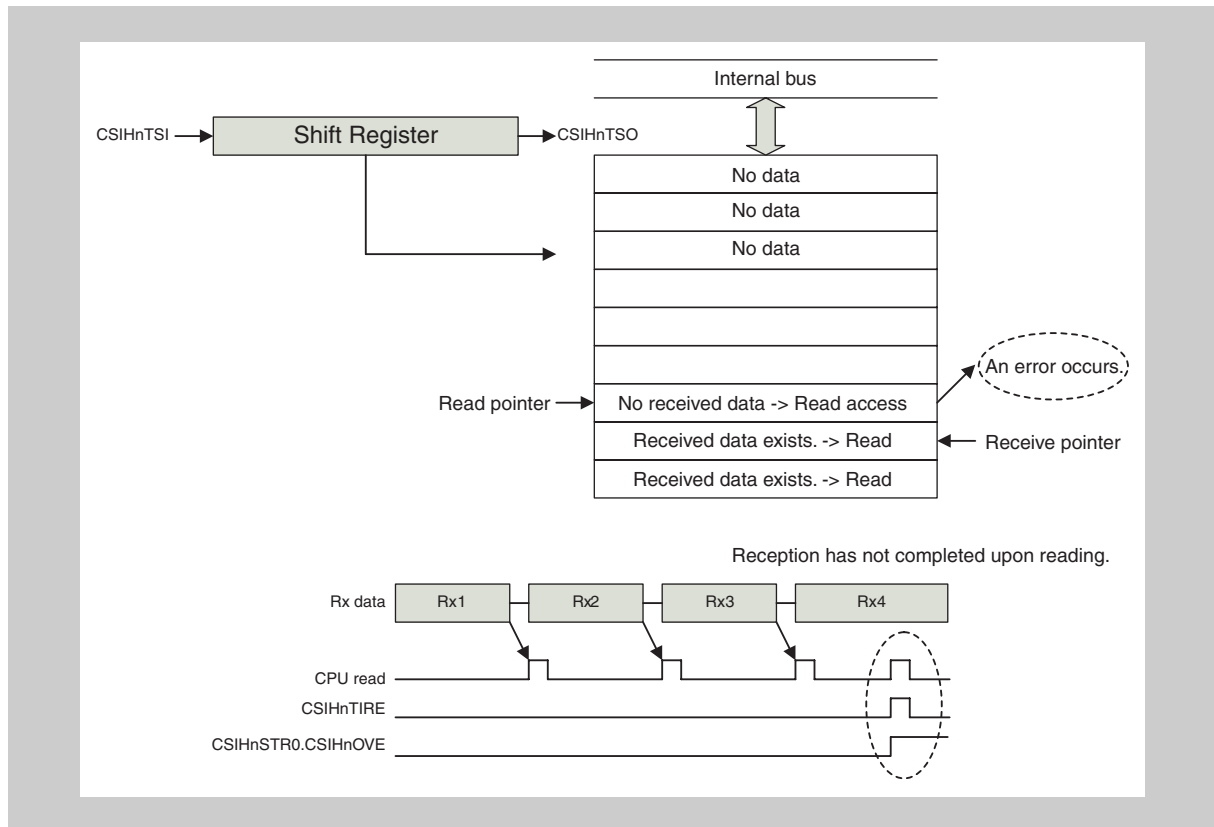 Internal bus
CSIHnTSI
Shift Register
CSIHnTSO
No data
No data
No data
An error occurs.
Read pointer
No received data -> Read access
Received data exists. -> Read
Receive pointer
Received data exists. -> Read
Reception has not completed upon reading.
Rx data
Rx1
Rx2
Rx3
Rx4
CPU read
CSIHnTIRE
CSIHnSTR0.CSIHnOVE